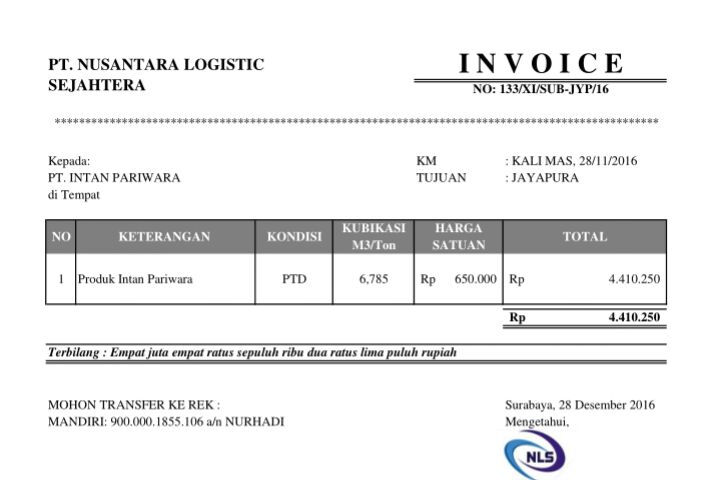 PT. NUSANTARA LOGISTIC
SEJAHTERA
INVOICE
NO: 133/XI/SUB-JYP/16
****************************************************************************************************
Kepada:
PT. INTAN PARIWARA
di Tempat
KM : KALI MAS, 28/11/2016
TUJUAN : JAYAPURA
NO KETERANGAN KONDISI KUBIKASI M3/Ton HARGA SATUAN TOTAL
1 Produk Intan Pariwara PTD 6,785 Rp 650.000 Rp 4.410.250
Rp 4.410.250
Terbilang : Empat juta empat ratus sepuluh ribu dua ratus lima puluh rupiah
MOHON TRANSFER KE REK :
MANDIRI: 900.000.1855.106 a/n NURHADI
Surabaya, 28 Desember 2016
Mengetahui,
NLS